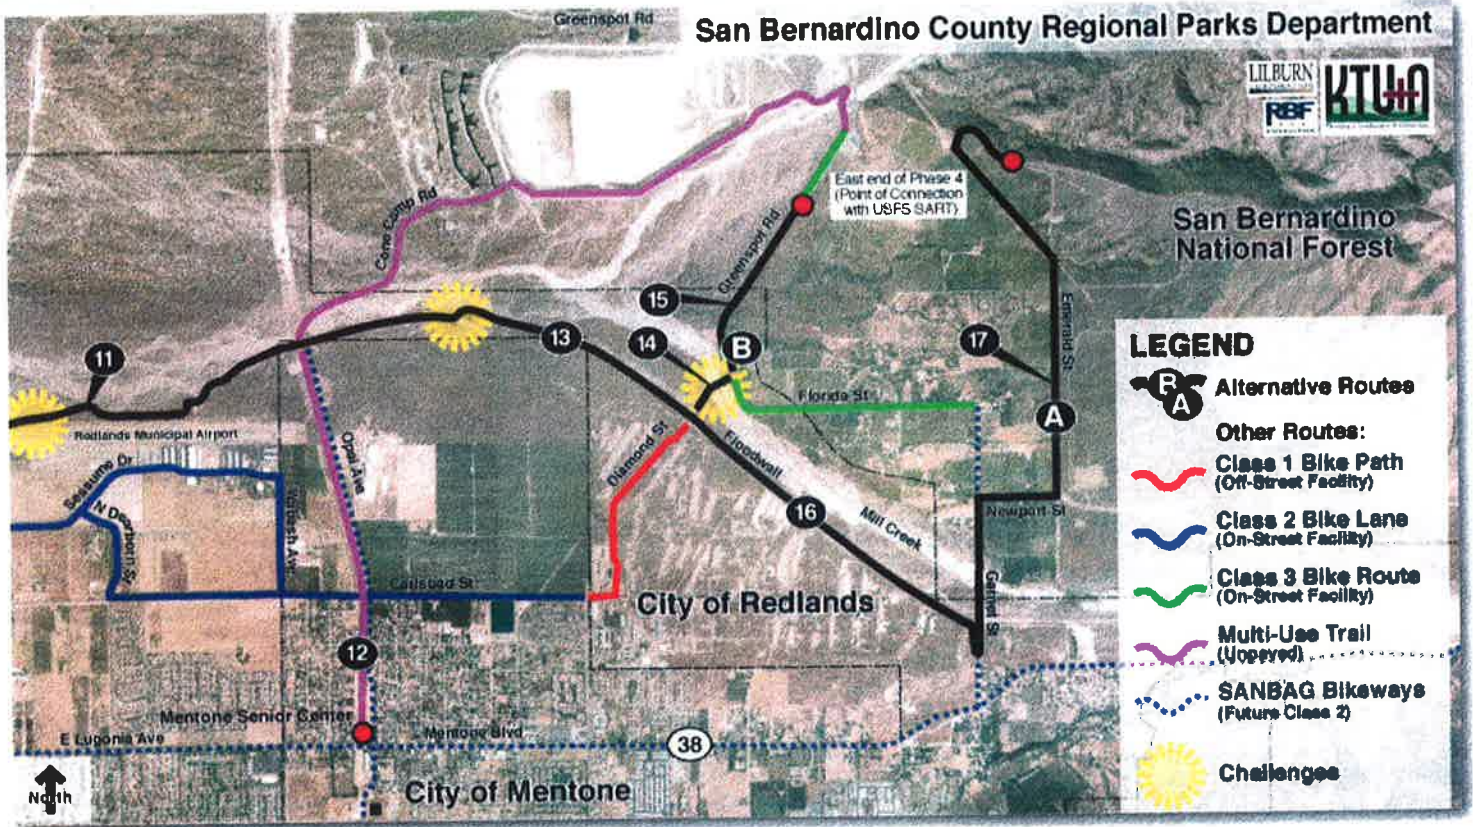 Greenspot Rd
San Bernardino County Regional Parks Department
LILBURN
RBF
KTU+A
East end of Phase 4
(Point of Connection
with USFS SART)
Cone Camp Rd
Greenspot Rd
San Bernardino
National Forest
15
14
13
B
17
Emerald St
11
Florida St
A
Redlands Municipal Airport
Opal Ave
Diamond St
Floodwall
Sessums Dr
N Dearborn St
Wabash Ave
16
Mill Creek
Newport St
Carlsbad St
City of Redlands
Garnet St
12
Mentone Senior Center
E Lugonia Ave
Mentone Blvd
38
City of Mentone
North
LEGEND
B
A
Alternative Routes
Other Routes:
Class 1 Bike Path
(Off-Street Facility)
Class 2 Bike Lane
(On-Street Facility)
Class 3 Bike Route
(On-Street Facility)
Multi-Use Trail
(Unpaved)
SANBAG Bikeways
(Future Class 2)
Challenges